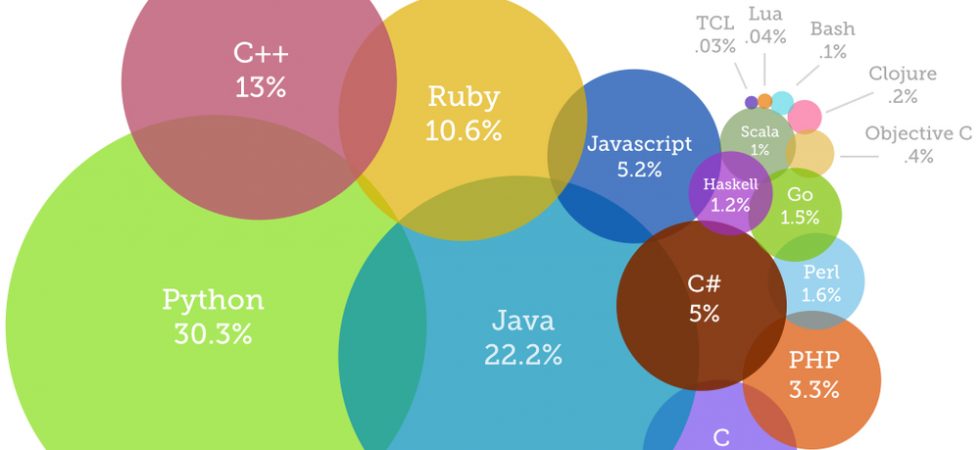 C++
13%
Ruby
10.6%
Javascript
5.2%
TCL
.03%
Lua
.04%
Bash
.1%
Clojure
.2%
Objective C
.4%
Scala
1%
Haskell
1.2%
Go
1.5%
Perl
1.6%
Python
30.3%
Java
22.2%
C#
5%
PHP
3.3%
C